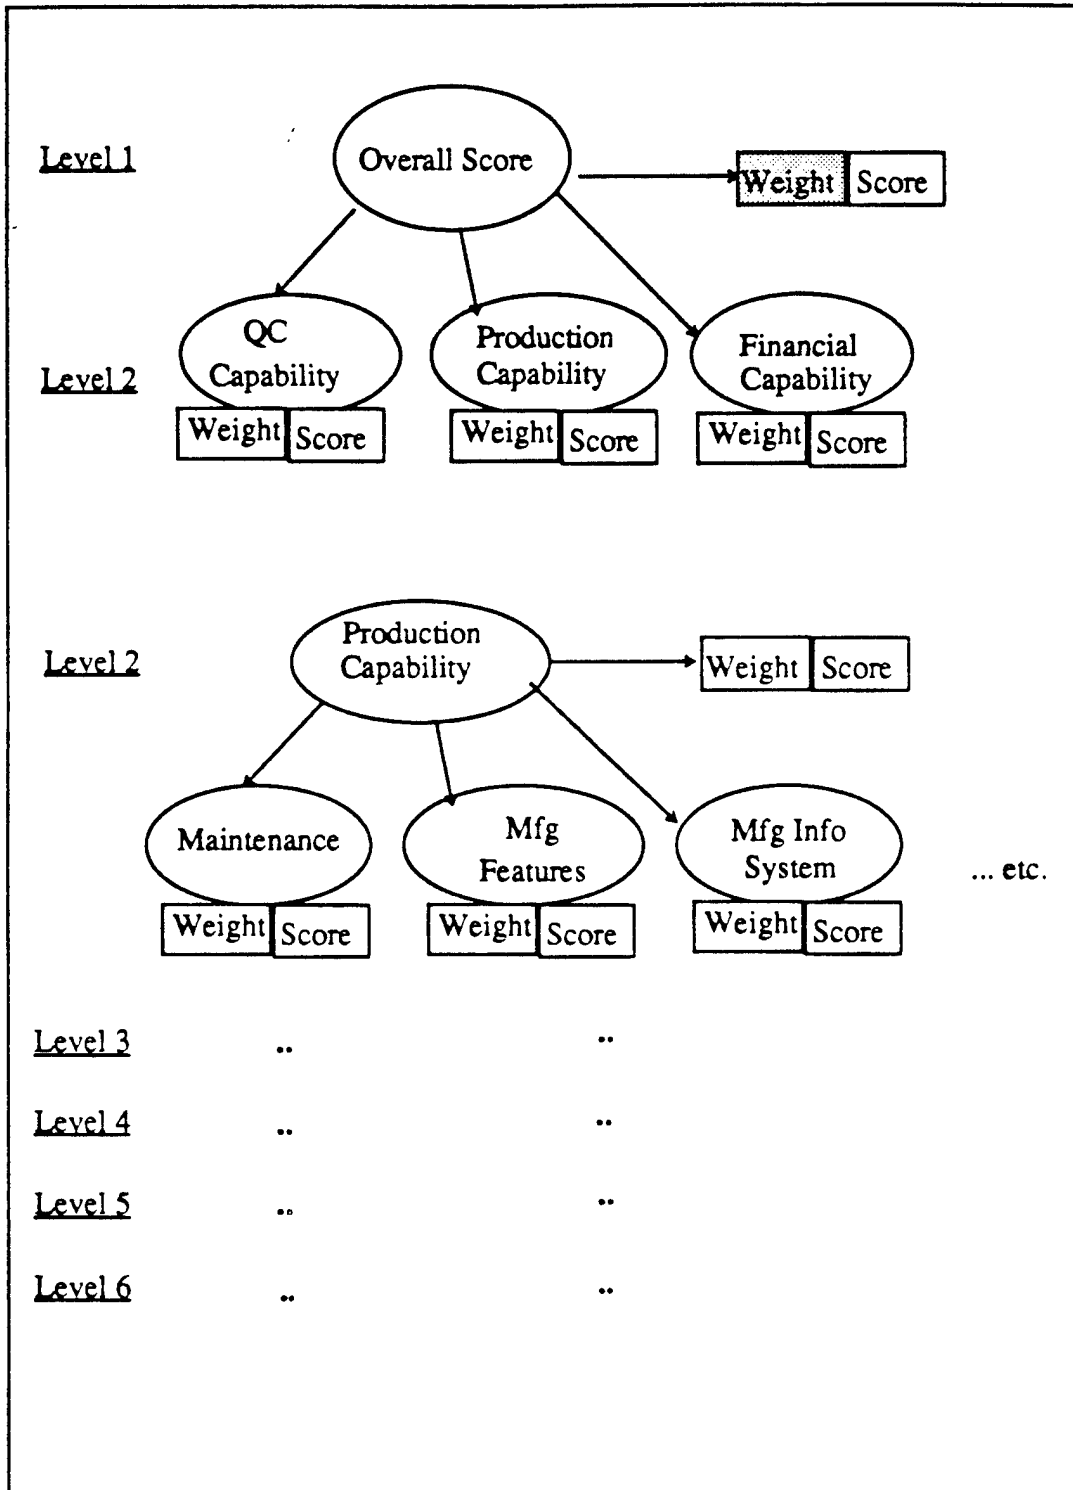 Level 1
Overall Score
Weight Score
Level 2
QC
Capability
Production
Capability
Financial
Capability
Weight Score
Weight Score
Weight Score
Level 2
Production
Capability
Weight Score
Maintenance
Mfg
Features
Mfg Info
System
... etc.
Weight Score
Weight Score
Weight Score
Level 3 .. ..
Level 4 .. ..
Level 5 .. ..
Level 6 .. ..